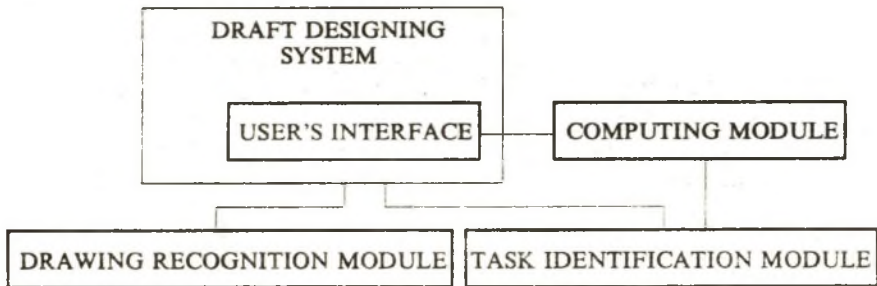 DRAFT DESIGNING
SYSTEM
USER'S INTERFACE
COMPUTING MODULE
DRAWING RECOGNITION MODULE
TASK IDENTIFICATION MODULE